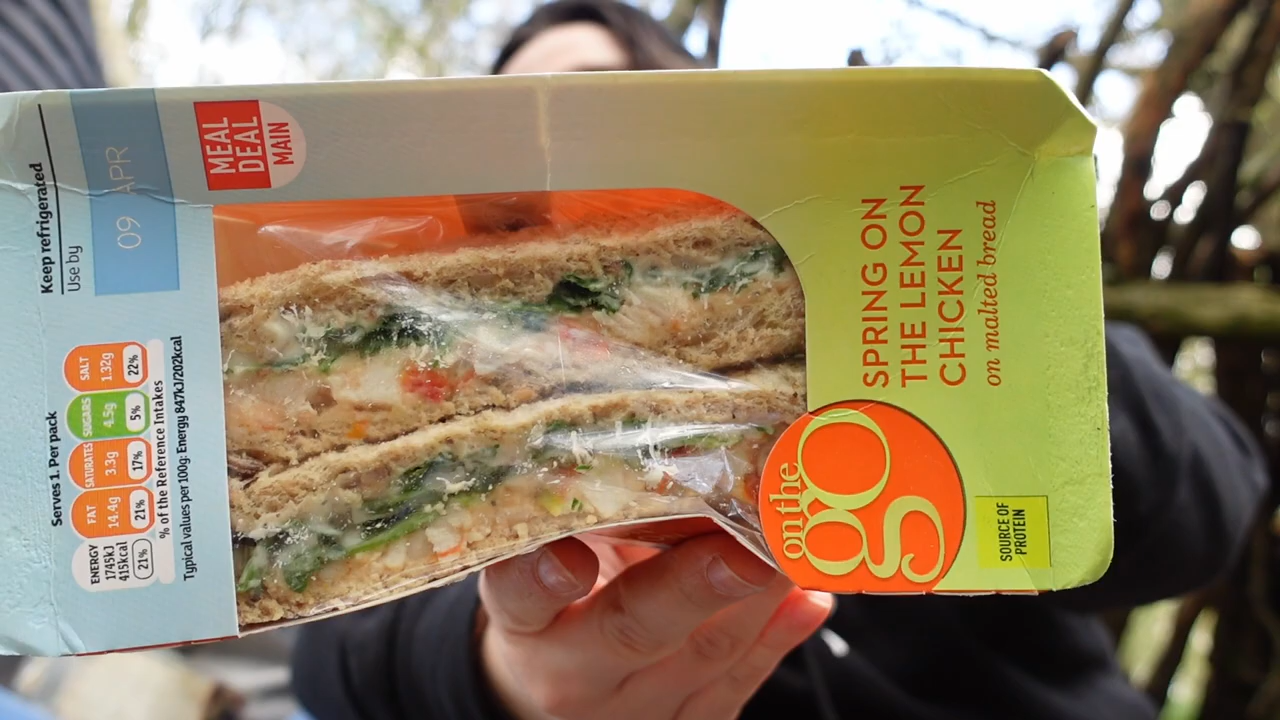 Keep refrigerated
Use by
09 APR
MEAL
DEAL
MAIN
Serves 1. Per pack
ENERGY
1745kJ
415kcal
21%
FAT
14.4g
21%
SATURATES
3.3g
17%
SUGARS
4.5g
5%
SALT
1.32g
22%
% of the Reference Intakes
Typical values per 100g: Energy 847kJ/202kcal
SPRING ON
THE LEMON
CHICKEN
on malted bread
on the
go
SOURCE OF
PROTEIN